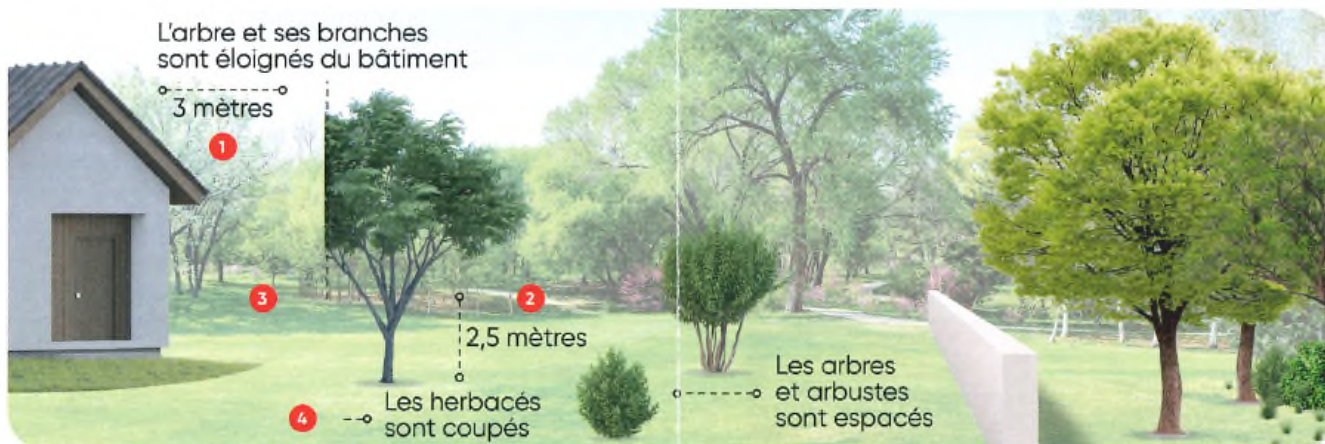 L'arbre et ses branches
sont éloignés du bâtiment
3 mètres
1
3
2
2,5 mètres
4
Les herbacés
sont coupés
Les arbres
et arbustes
sont espacés